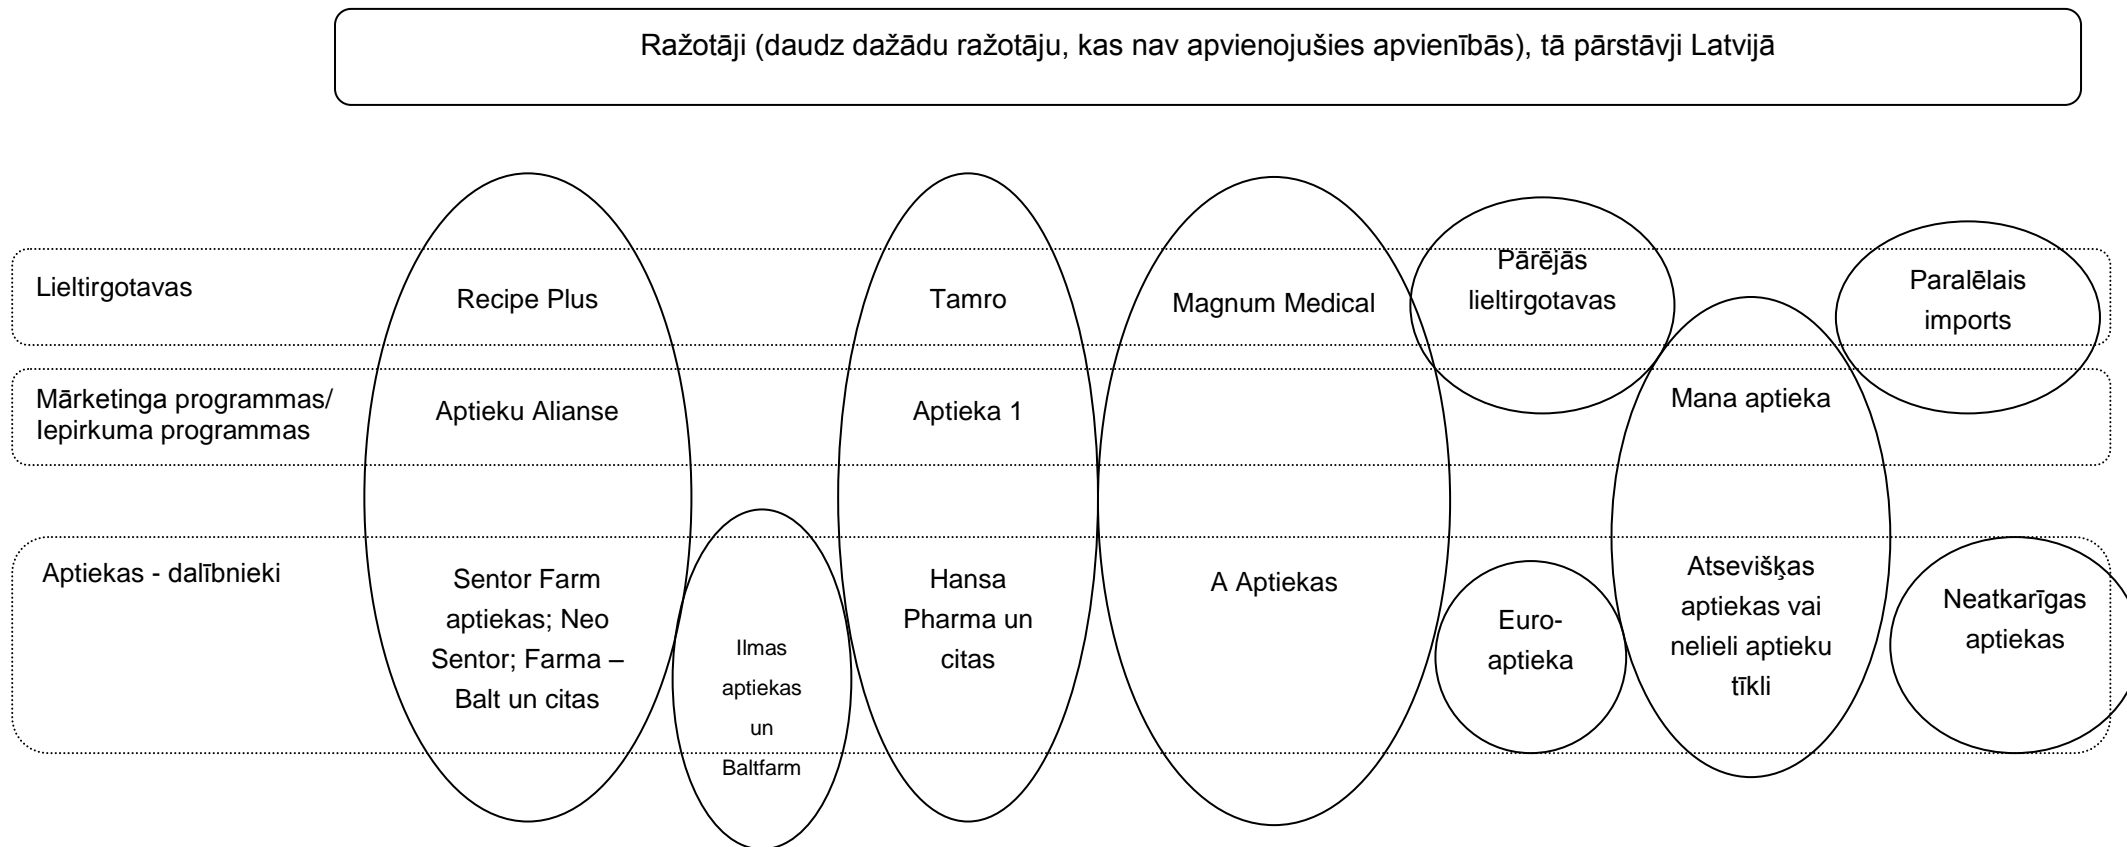 Ražotāji (daudz dažādu ražotāju, kas nav apvienojušies apvienībās), tā pārstāvji Latvijā
Lieltirgotavas
Recipe Plus
Tamro
Magnum Medical
Pārējās
lieltirgotavas
Paralēlais
imports
Mārketinga programmas/
Iepirkuma programmas
Aptieku Alianse
Aptieka 1
Mana aptieka
Aptiekas - dalībnieki
Sentor Farm
aptiekas; Neo
Sentor; Farma –
Balt un citas
Ilmas
aptiekas
un
Baltfarm
Hansa
Pharma un
citas
A Aptiekas
Euro-
aptieka
Atsevišķas
aptiekas vai
nelieli aptieku
tīkli
Neatkarīgas
aptiekas